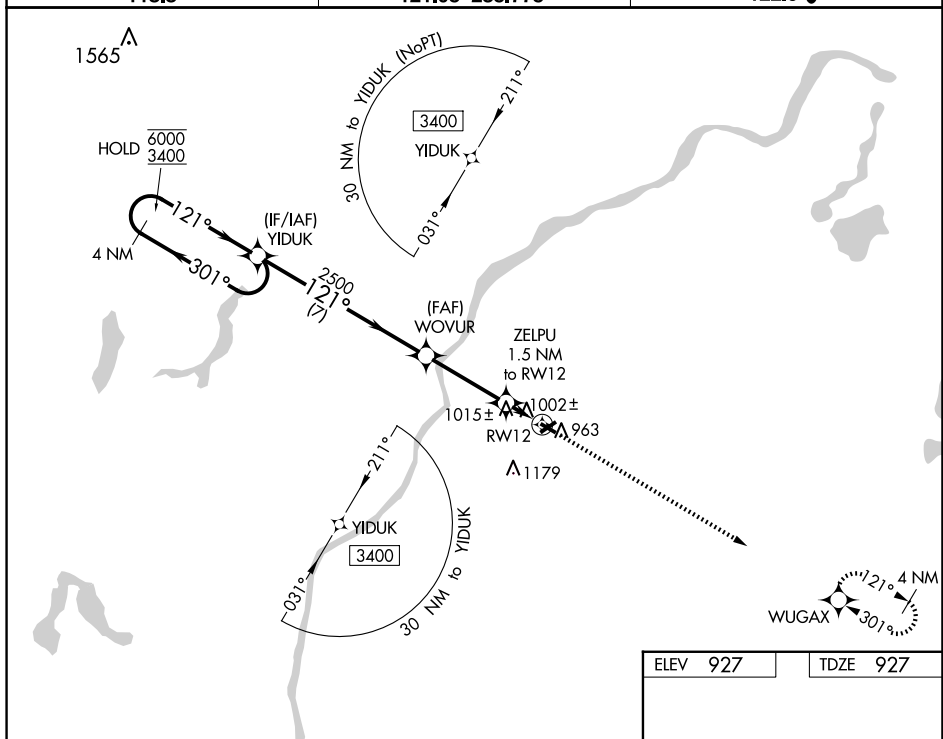 1565
30 NM to YIDUK (NoPT)
211°
3400
YIDUK
031°
HOLD 6000
3400
121°
4 NM
301°
(IF/IAF)
YIDUK
2500
121°
(7)
(FAF)
WOVUR
ZELPU
1.5 NM
to RW12
1015±
1002±
RW12
963
1179
211°
YIDUK
3400
031°
30 NM to YIDUK
121°
4 NM
WUGAX
301°
ELEV 927
TDZE 927